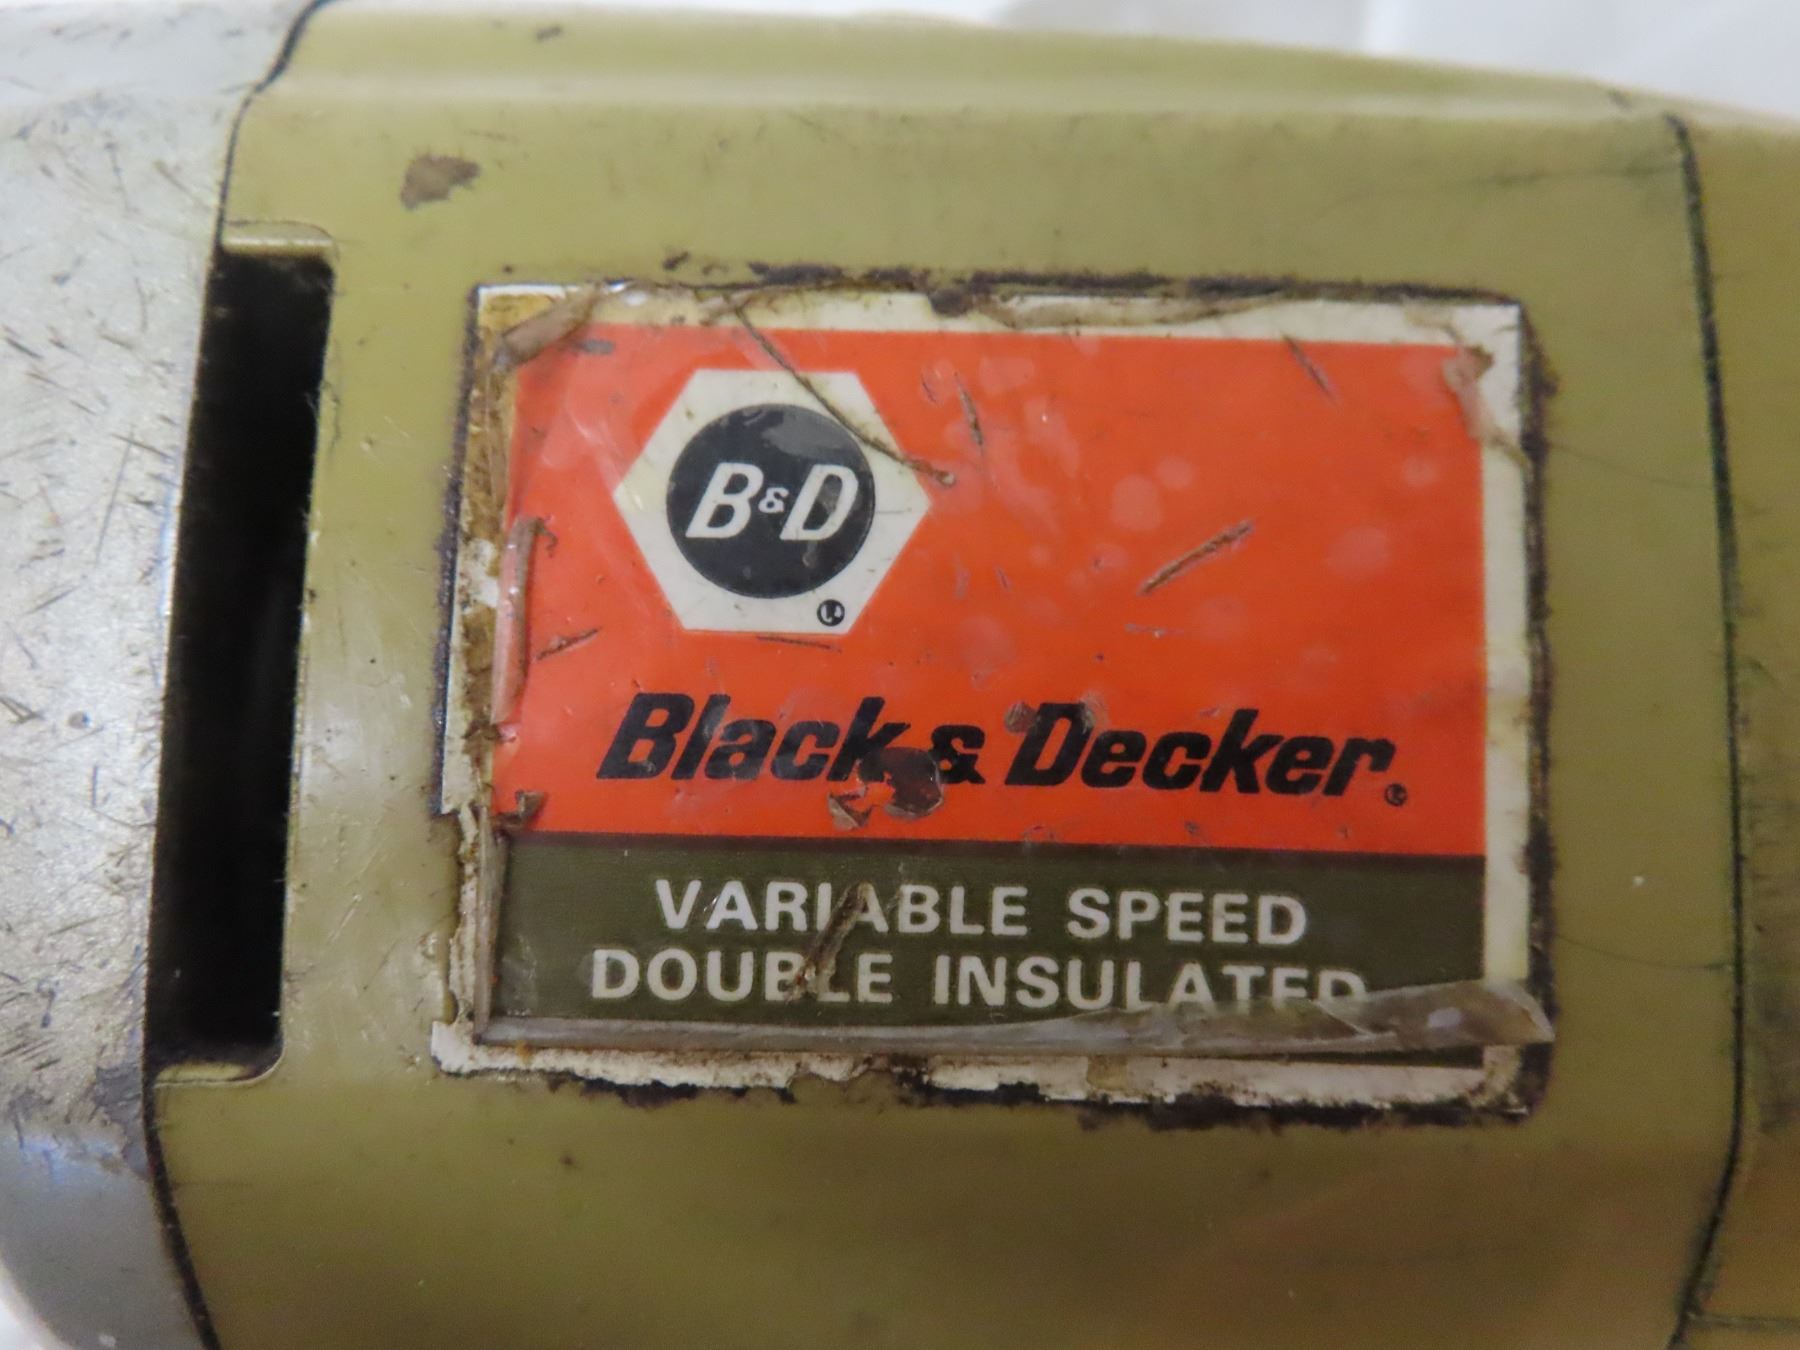 B&D
Black & Decker
VARIABLE SPEED
DOUBLE INSULATED